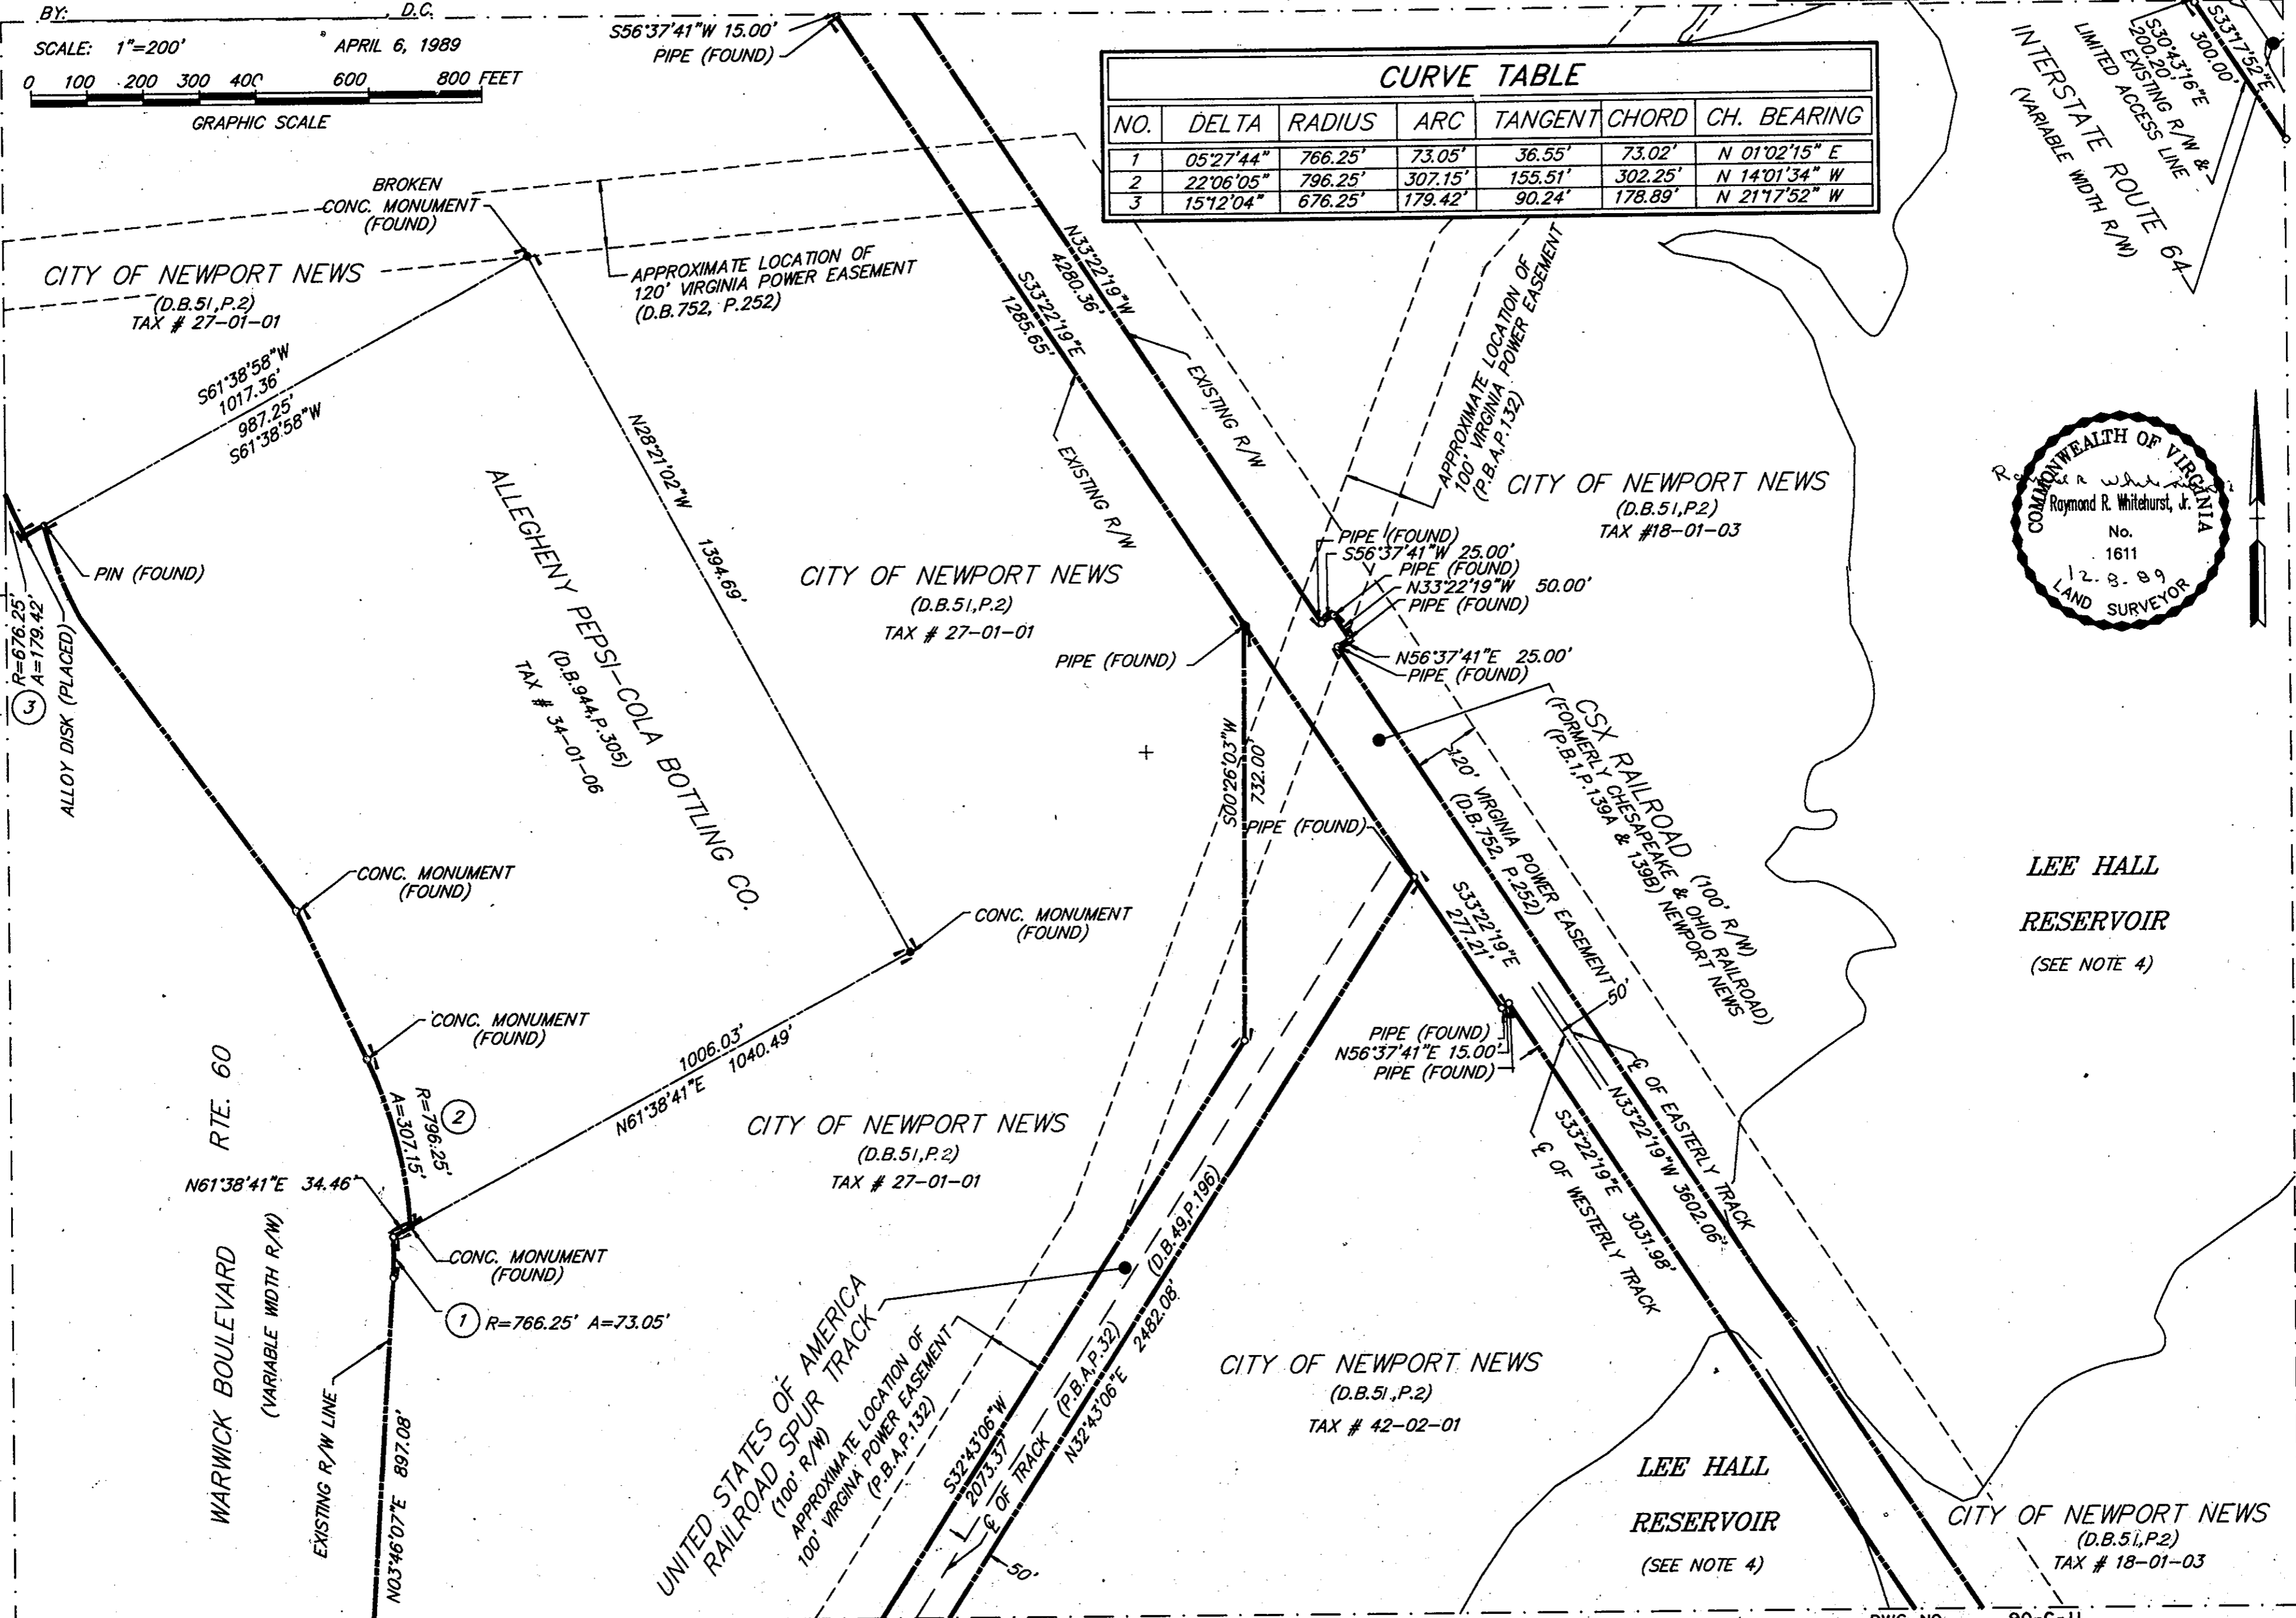 BY: , D.C.
SCALE: 1"=200' APRIL 6, 1989
0 100 200 300 400 600 800 FEET
GRAPHIC SCALE
S56°37'41"W 15.00'
PIPE (FOUND)
CURVE TABLE
NO. DELTA RADIUS ARC TANGENT CHORD CH. BEARING
1 05°27'44" 766.25' 73.05' 36.55' 73.02' N 01°02'15" E
2 22°06'05" 796.25' 307.15' 155.51' 302.25' N 14°01'34" W
3 15°12'04" 676.25' 179.42' 90.24' 178.89' N 21°17'52" W
S33°17'52"E
300.00'
S30°43'16"E
200.20'
EXISTING R/W &
LIMITED ACCESS LINE
INTERSTATE ROUTE 64
(VARIABLE WIDTH R/W)
BROKEN
CONC. MONUMENT
(FOUND)
CITY OF NEWPORT NEWS
(D.B.51,P.2)
TAX # 27-01-01
APPROXIMATE LOCATION OF
120' VIRGINIA POWER EASEMENT
(D.B.752, P.252)
N33°22'19"W
4280.36'
S33°22'19"E
1285.65'
EXISTING R/W
EXISTING R/W
APPROXIMATE LOCATION OF
100' VIRGINIA POWER EASEMENT
(P.B.A,P.132)
S61°38'58"W
1017.36'
987.25'
S61°38'58"W
N28°21'02"W
1394.69'
ALLEGHENY PEPSI-COLA BOTTLING CO.
(D.B.944,P.305)
TAX # 34-01-06
PIN (FOUND)
3 R=676.25'
A=179.42'
ALLOY DISK (PLACED)
CITY OF NEWPORT NEWS
(D.B.51,P.2)
TAX # 27-01-01
CITY OF NEWPORT NEWS
(D.B.51,P.2)
TAX #18-01-03
COMMONWEALTH OF VIRGINIA
Raymond R. Whitehurst, Jr.
No.
1611
12-8-89
LAND SURVEYOR
PIPE (FOUND)
S56°37'41"W 25.00'
PIPE (FOUND)
N33°22'19"W 50.00'
PIPE (FOUND)
N56°37'41"E 25.00'
PIPE (FOUND)
PIPE (FOUND)
S00°26'03"W
732.00'
PIPE (FOUND)
CSX RAILROAD (100' R/W)
(FORMERLY CHESAPEAKE & OHIO RAILROAD)
(P.B.1,P.139A & 139B) NEWPORT NEWS
120' VIRGINIA POWER EASEMENT
(D.B.752, P.252)
50'
LEE HALL
RESERVOIR
(SEE NOTE 4)
CONC. MONUMENT
(FOUND)
CONC. MONUMENT
(FOUND)
S33°22'19"E
277.21'
PIPE (FOUND)
N56°37'41"E 15.00'
PIPE (FOUND)
CONC. MONUMENT
(FOUND)
1006.03'
N61°38'41"E 1040.49'
R=796.25'
A=307.15'
2
N61°38'41"E 34.46'
CONC. MONUMENT
(FOUND)
1 R=766.25' A=73.05'
WARWICK BOULEVARD RTE. 60
(VARIABLE WIDTH R/W)
EXISTING R/W LINE
N03°46'07"E 897.08'
CITY OF NEWPORT NEWS
(D.B.51,P.2)
TAX # 27-01-01
℄ OF EASTERLY TRACK
N33°22'19"W 3602.06'
S33°22'19"E 3031.98'
℄ OF WESTERLY TRACK
UNITED STATES OF AMERICA
RAILROAD SPUR TRACK
(100' R/W)
APPROXIMATE LOCATION OF
100' VIRGINA POWER EASEMENT
(P.B.A,P.132)
S32°43'06"W
2073.37'
℄ OF TRACK
(P.B.A,P.32)
(D.B.49,P.196)
N32°43'06"E 2482.08'
50'
CITY OF NEWPORT NEWS
(D.B.51,P.2)
TAX # 42-02-01
LEE HALL
RESERVOIR
(SEE NOTE 4)
CITY OF NEWPORT NEWS
(D.B.51,P.2)
TAX # 18-01-03